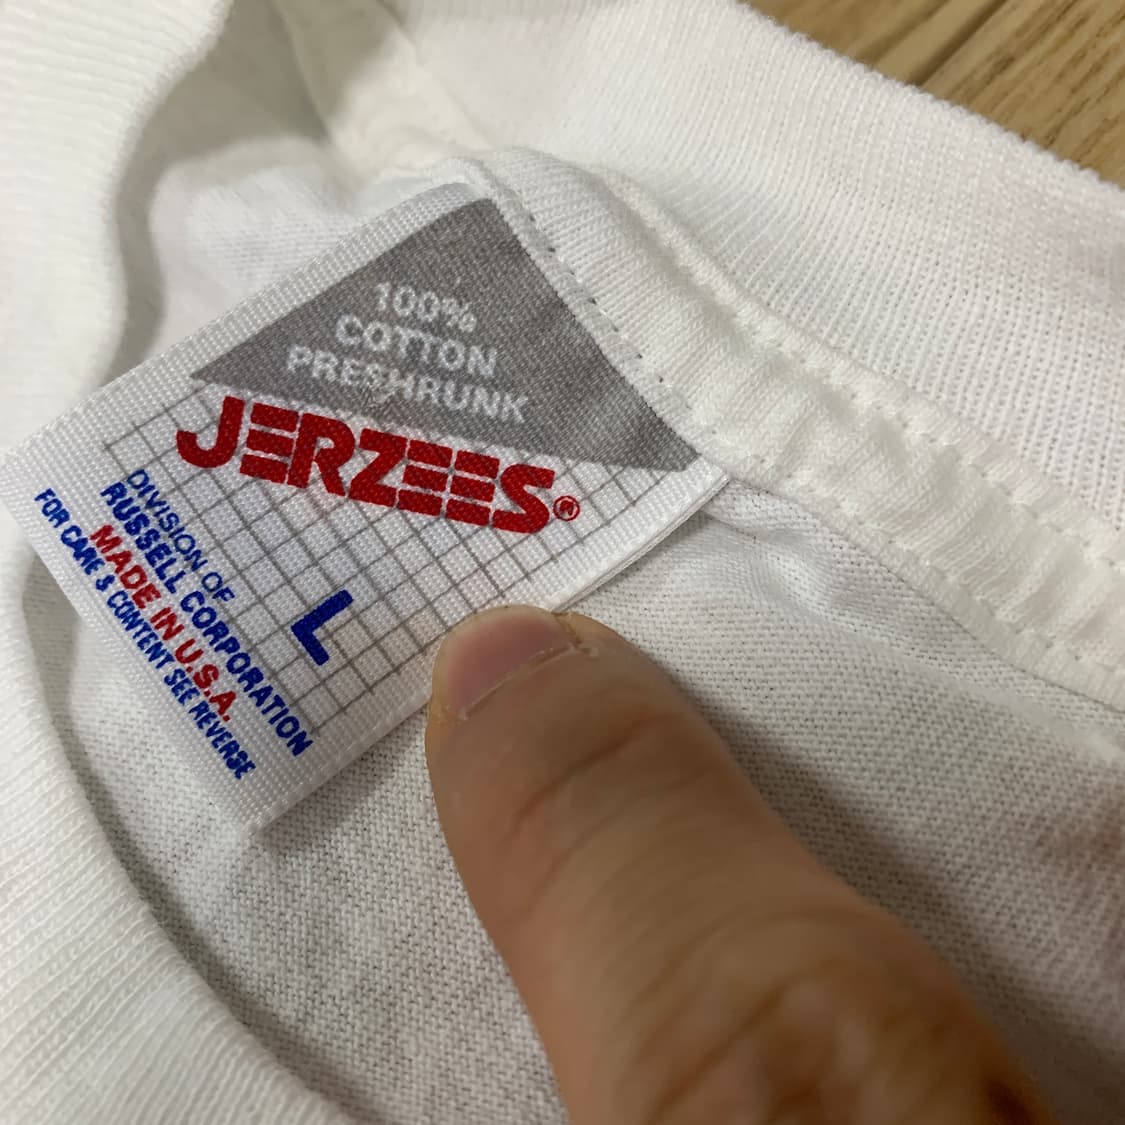 100%
COTTON
PRESHRUNK
JERZEES®
L
DIVISION OF
RUSSELL CORPORATION
MADE IN U.S.A.
FOR CARE & CONTENT SEE REVERSE